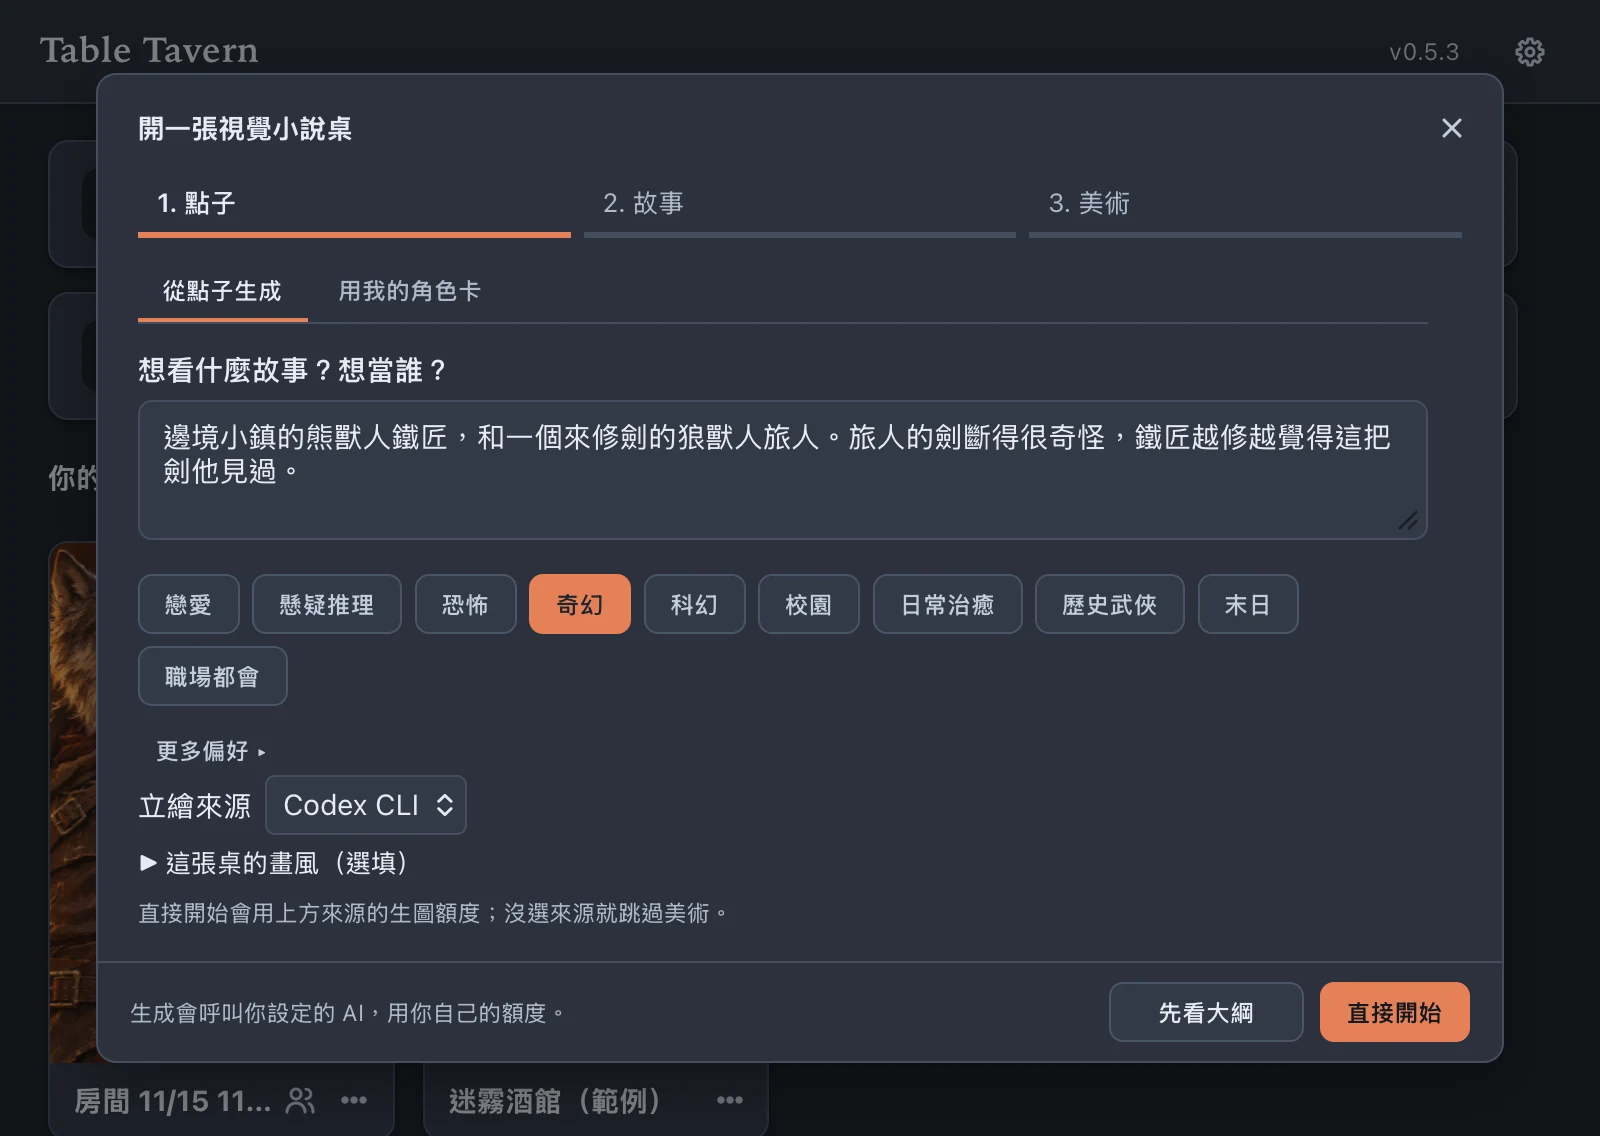 Table Tavern
v0.5.3
開一張視覺小說桌
1. 點子
2. 故事
3. 美術
從點子生成
用我的角色卡
想看什麼故事？想當誰？
邊境小鎮的熊獸人鐵匠，和一個來修劍的狼獸人旅人。旅人的劍斷得很奇怪，鐵匠越修越覺得這把
劍他見過。
戀愛
懸疑推理
恐怖
奇幻
科幻
校園
日常治癒
歷史武俠
末日
職場都會
更多偏好 ▸
立繪來源
Codex CLI
▶ 這張桌的畫風（選填）
直接開始會用上方來源的生圖額度；沒選來源就跳過美術。
生成會呼叫你設定的 AI，用你自己的額度。
先看大綱
直接開始
你的
房間 11/15 11...
迷霧酒館（範例）